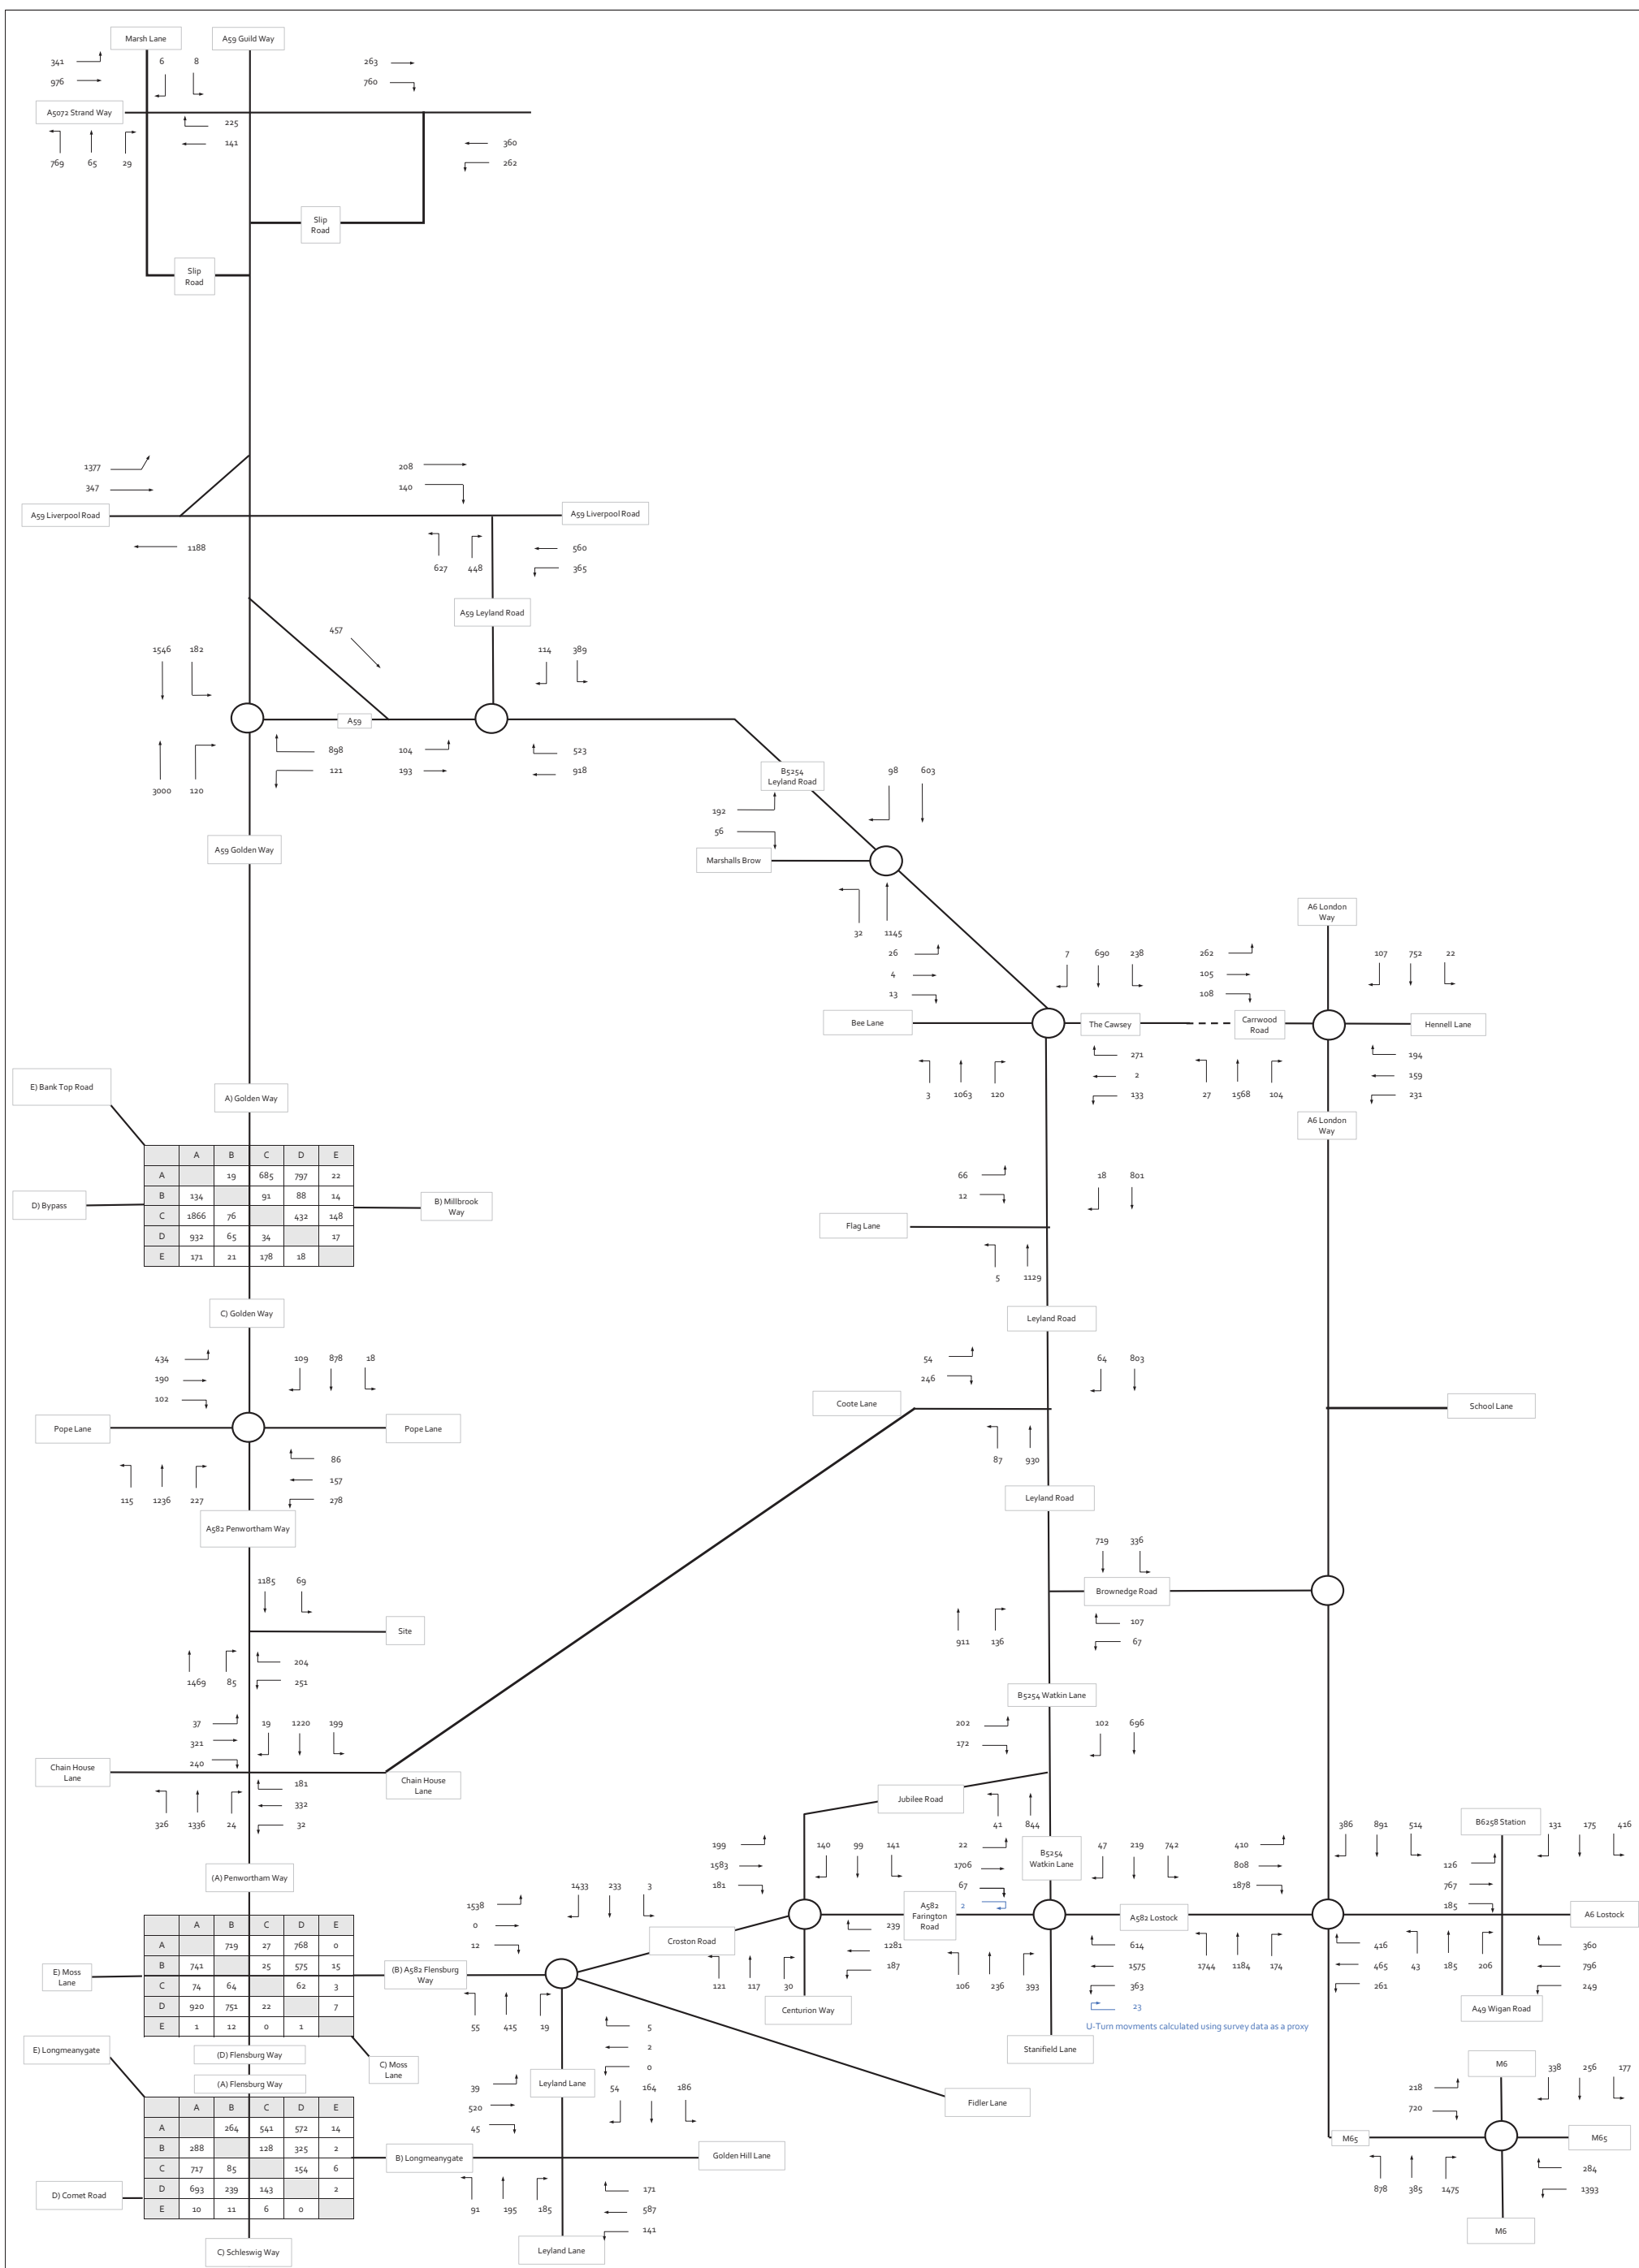 Marsh Lane A59 Guild Way
341 6 8 263
976 760
A5072 Strand Way
225
141 360
769 65 29 262
Slip
Road
Slip
Road
1377 208
347 140
A59 Liverpool Road A59 Liverpool Road
1188 560
627 448 365
A59 Leyland Road
457
1546 182 114 389
A59
898 104 523
121 193 918
3000 120
B5254
Leyland Road
98 603
192
56
Marshalls Brow
A59 Golden Way
32 1145
A6 London
Way
26 7 690 238 262 107 752 22
4 105
13 108
Bee Lane The Cawsey Carrwood
Road Hennell Lane
271 194
2 159
3 1063 120 133 27 1568 104 231
A6 London
Way
E) Bank Top Road
A) Golden Way
A B C D E
A 19 685 797 22
B 134 91 88 14
C 1866 76 432 148
D 932 65 34 17
E 171 21 178 18
D) Bypass
B) Millbrook
Way
66 18 801
12
Flag Lane
5 1129
C) Golden Way
Leyland Road
434 109 878 18
190
102
54 64 803
246
Coote Lane
School Lane
Pope Lane Pope Lane
86
157
115 1236 227 278
87 930
Leyland Road
A582 Penwortham Way
1185 69
719 336
Brownedge Road
107
911 136 67
Site
204
1469 85 251
B5254 Watkin Lane
37 19 1220 199
321
240
202 102 696
172
Chain House
Lane
Chain House
Lane
181
332
326 1336 24 32
Jubilee Road
41 844
(A) Penwortham Way
199 140 99 141
1583
181
22
1706
67
2
B5254
Watkin Lane
47 219 742
410 386 891 514
808
1878
B6258 Station
131 175 416
126
767
185
A6 Lostock
1538 1433 233 3
0
12
Croston Road
A582
Farington
Road
A582 Lostock
A B C D E
A 719 27 768 0
B 741 25 575 15
C 74 64 62 3
D 920 751 22 7
E 1 12 0 1
E) Moss
Lane
(B) A582 Flensburg
Way
239
1281
121 117 30 187
614
1575
106 236 393 363
23
U-Turn movments calculated using survey data as a proxy
416
465
1744 1184 174 261
360
796
43 185 206 249
Centurion Way
A49 Wigan Road
Stanifield Lane
55 415 19
5
2
0
(D) Flensburg Way
C) Moss
Lane
E) Longmeanygate
(A) Flensburg Way
Leyland Lane
Fidler Lane
39 54 164 186
520
45
M6
218 338 256 177
720
M65 M65
A B C D E
A 264 541 572 14
B 288 128 325 2
C 717 85 154 6
D 693 239 143 2
E 10 11 6 0
B) Longmeanygate Golden Hill Lane
D) Comet Road
171
587
91 195 185 141
284
878 385 1475 1393
M6
C) Schleswig Way
Leyland Lane